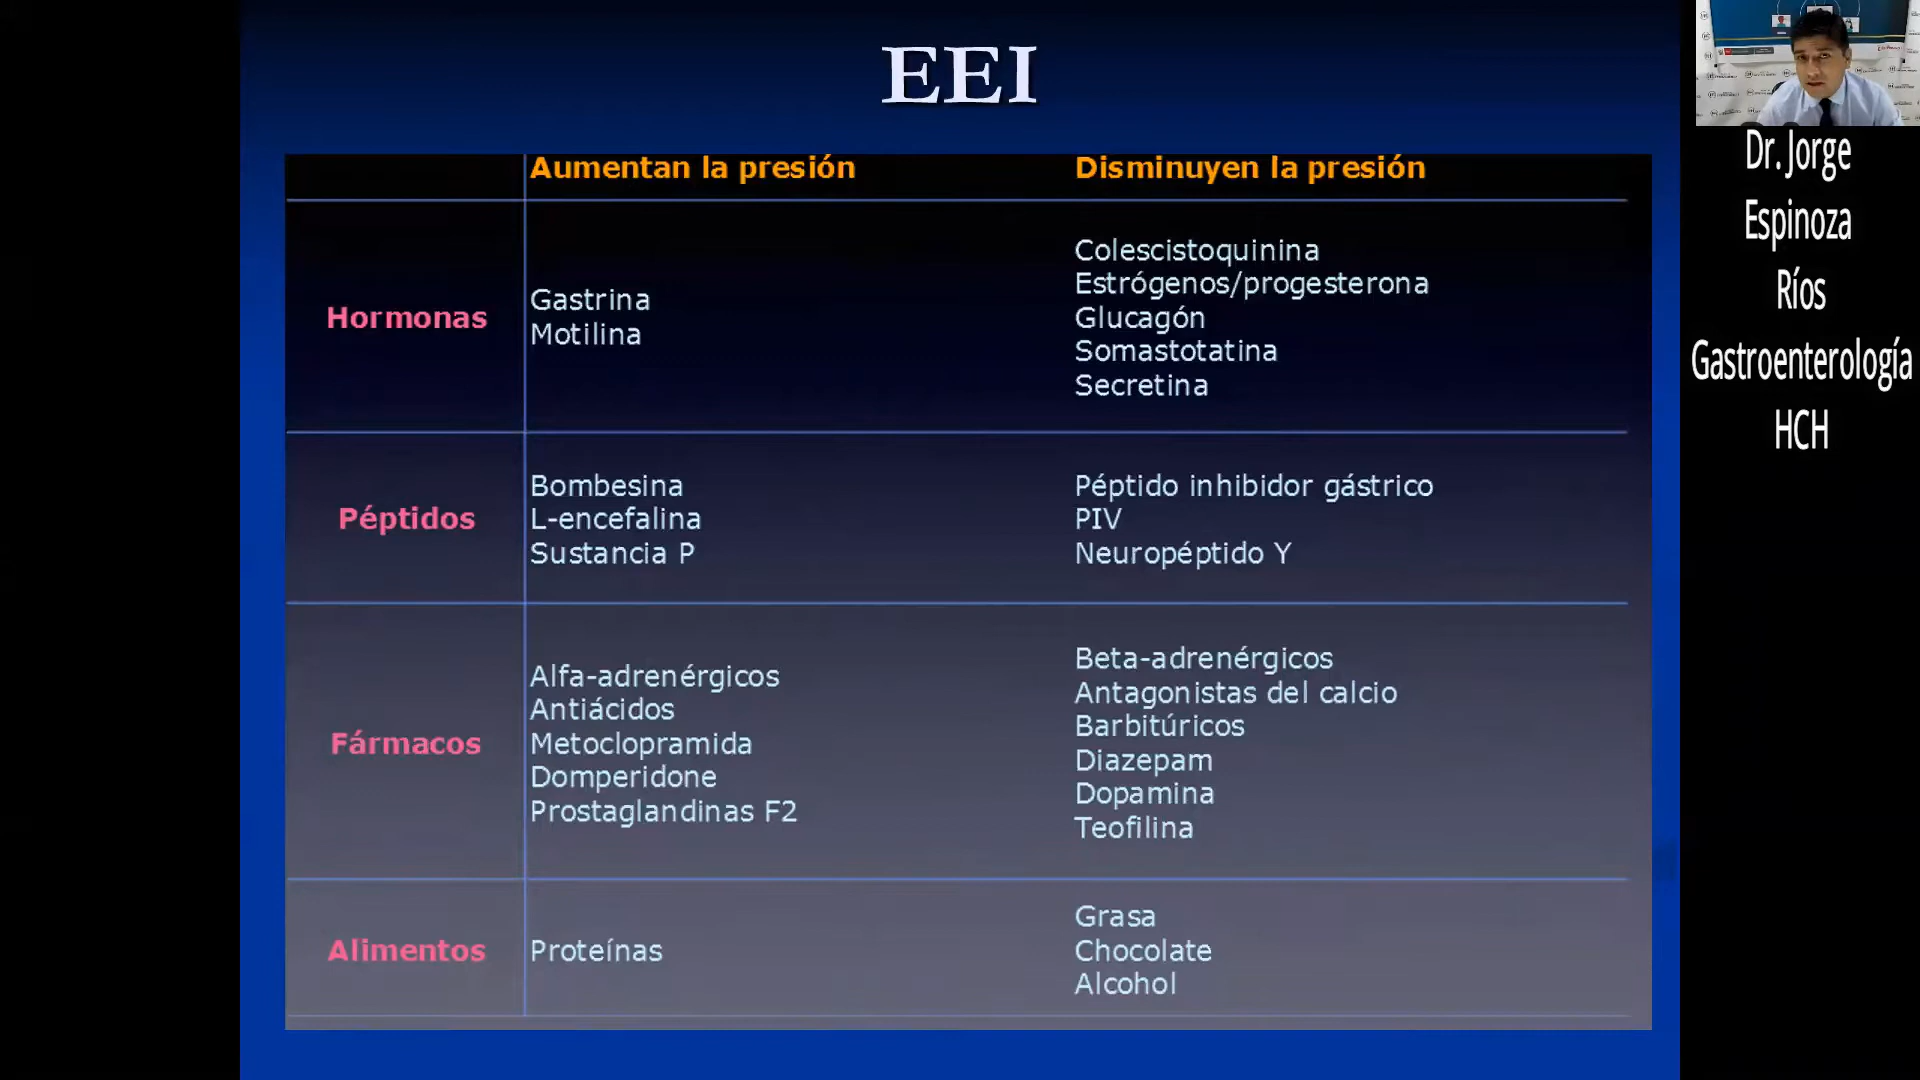 EEI
Aumentan la presión
Disminuyen la presión
Hormonas
Gastrina
Motilina
Colescistoquinina
Estrógenos/progesterona
Glucagón
Somastotatina
Secretina
Péptidos
Bombesina
L-encefalina
Sustancia P
Péptido inhibidor gástrico
PIV
Neuropéptido Y
Fármacos
Alfa-adrenérgicos
Antiácidos
Metoclopramida
Domperidone
Prostaglandinas F2
Beta-adrenérgicos
Antagonistas del calcio
Barbitúricos
Diazepam
Dopamina
Teofilina
Alimentos
Proteínas
Grasa
Chocolate
Alcohol
Dr. Jorge
Espinoza
Ríos
Gastroenterología
HCH